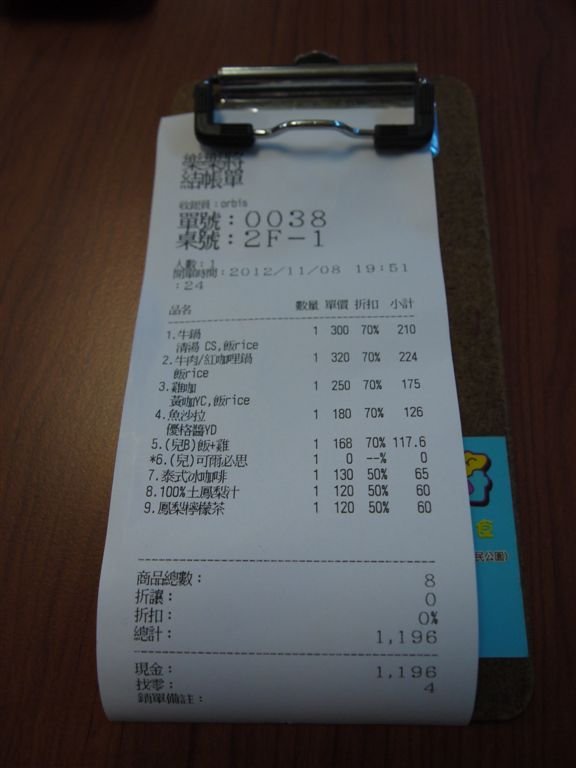 樂樂將
結帳單
收銀員：orbis
單號：0038
桌號：2F-1
人數：1
開單時間：2012/11/08 19:51
:24
品名 數量 單價 折扣 小計
1.牛鍋 1 300 70% 210
清湯 CS,飯rice
2.牛肉/紅咖哩鍋 1 320 70% 224
飯rice
3.雞咖 1 250 70% 175
黃咖YC,飯rice
4.魚沙拉 1 180 70% 126
優格醬YD
5.(兒B)飯+雞 1 168 70% 117.6
*6.(兒)可爾必思 1 0 --% 0
7.泰式冰咖啡 1 130 50% 65
8.100%土鳳梨汁 1 120 50% 60
9.鳳梨檸檬茶 1 120 50% 60
商品總數： 8
折讓： 0
折扣： 0%
總計： 1,196
現金： 1,196
找零： 4
銷單備註：
食
民公園)